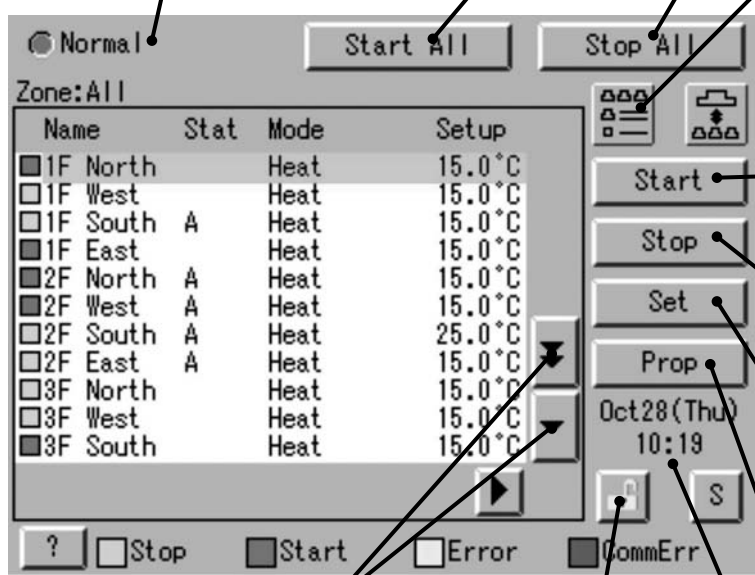 Normal Start All Stop All
Zone:All
Name Stat Mode Setup
1F North Heat 15.0°C
1F West Heat 15.0°C
1F South A Heat 15.0°C
1F East Heat 15.0°C
2F North A Heat 15.0°C
2F West A Heat 15.0°C
2F South A Heat 25.0°C
2F East A Heat 15.0°C
3F North Heat 15.0°C
3F West Heat 15.0°C
3F South Heat 15.0°C
Start
Stop
Set
Prop
Oct28(Thu)
10:19
S
? Stop Start Error CommErr